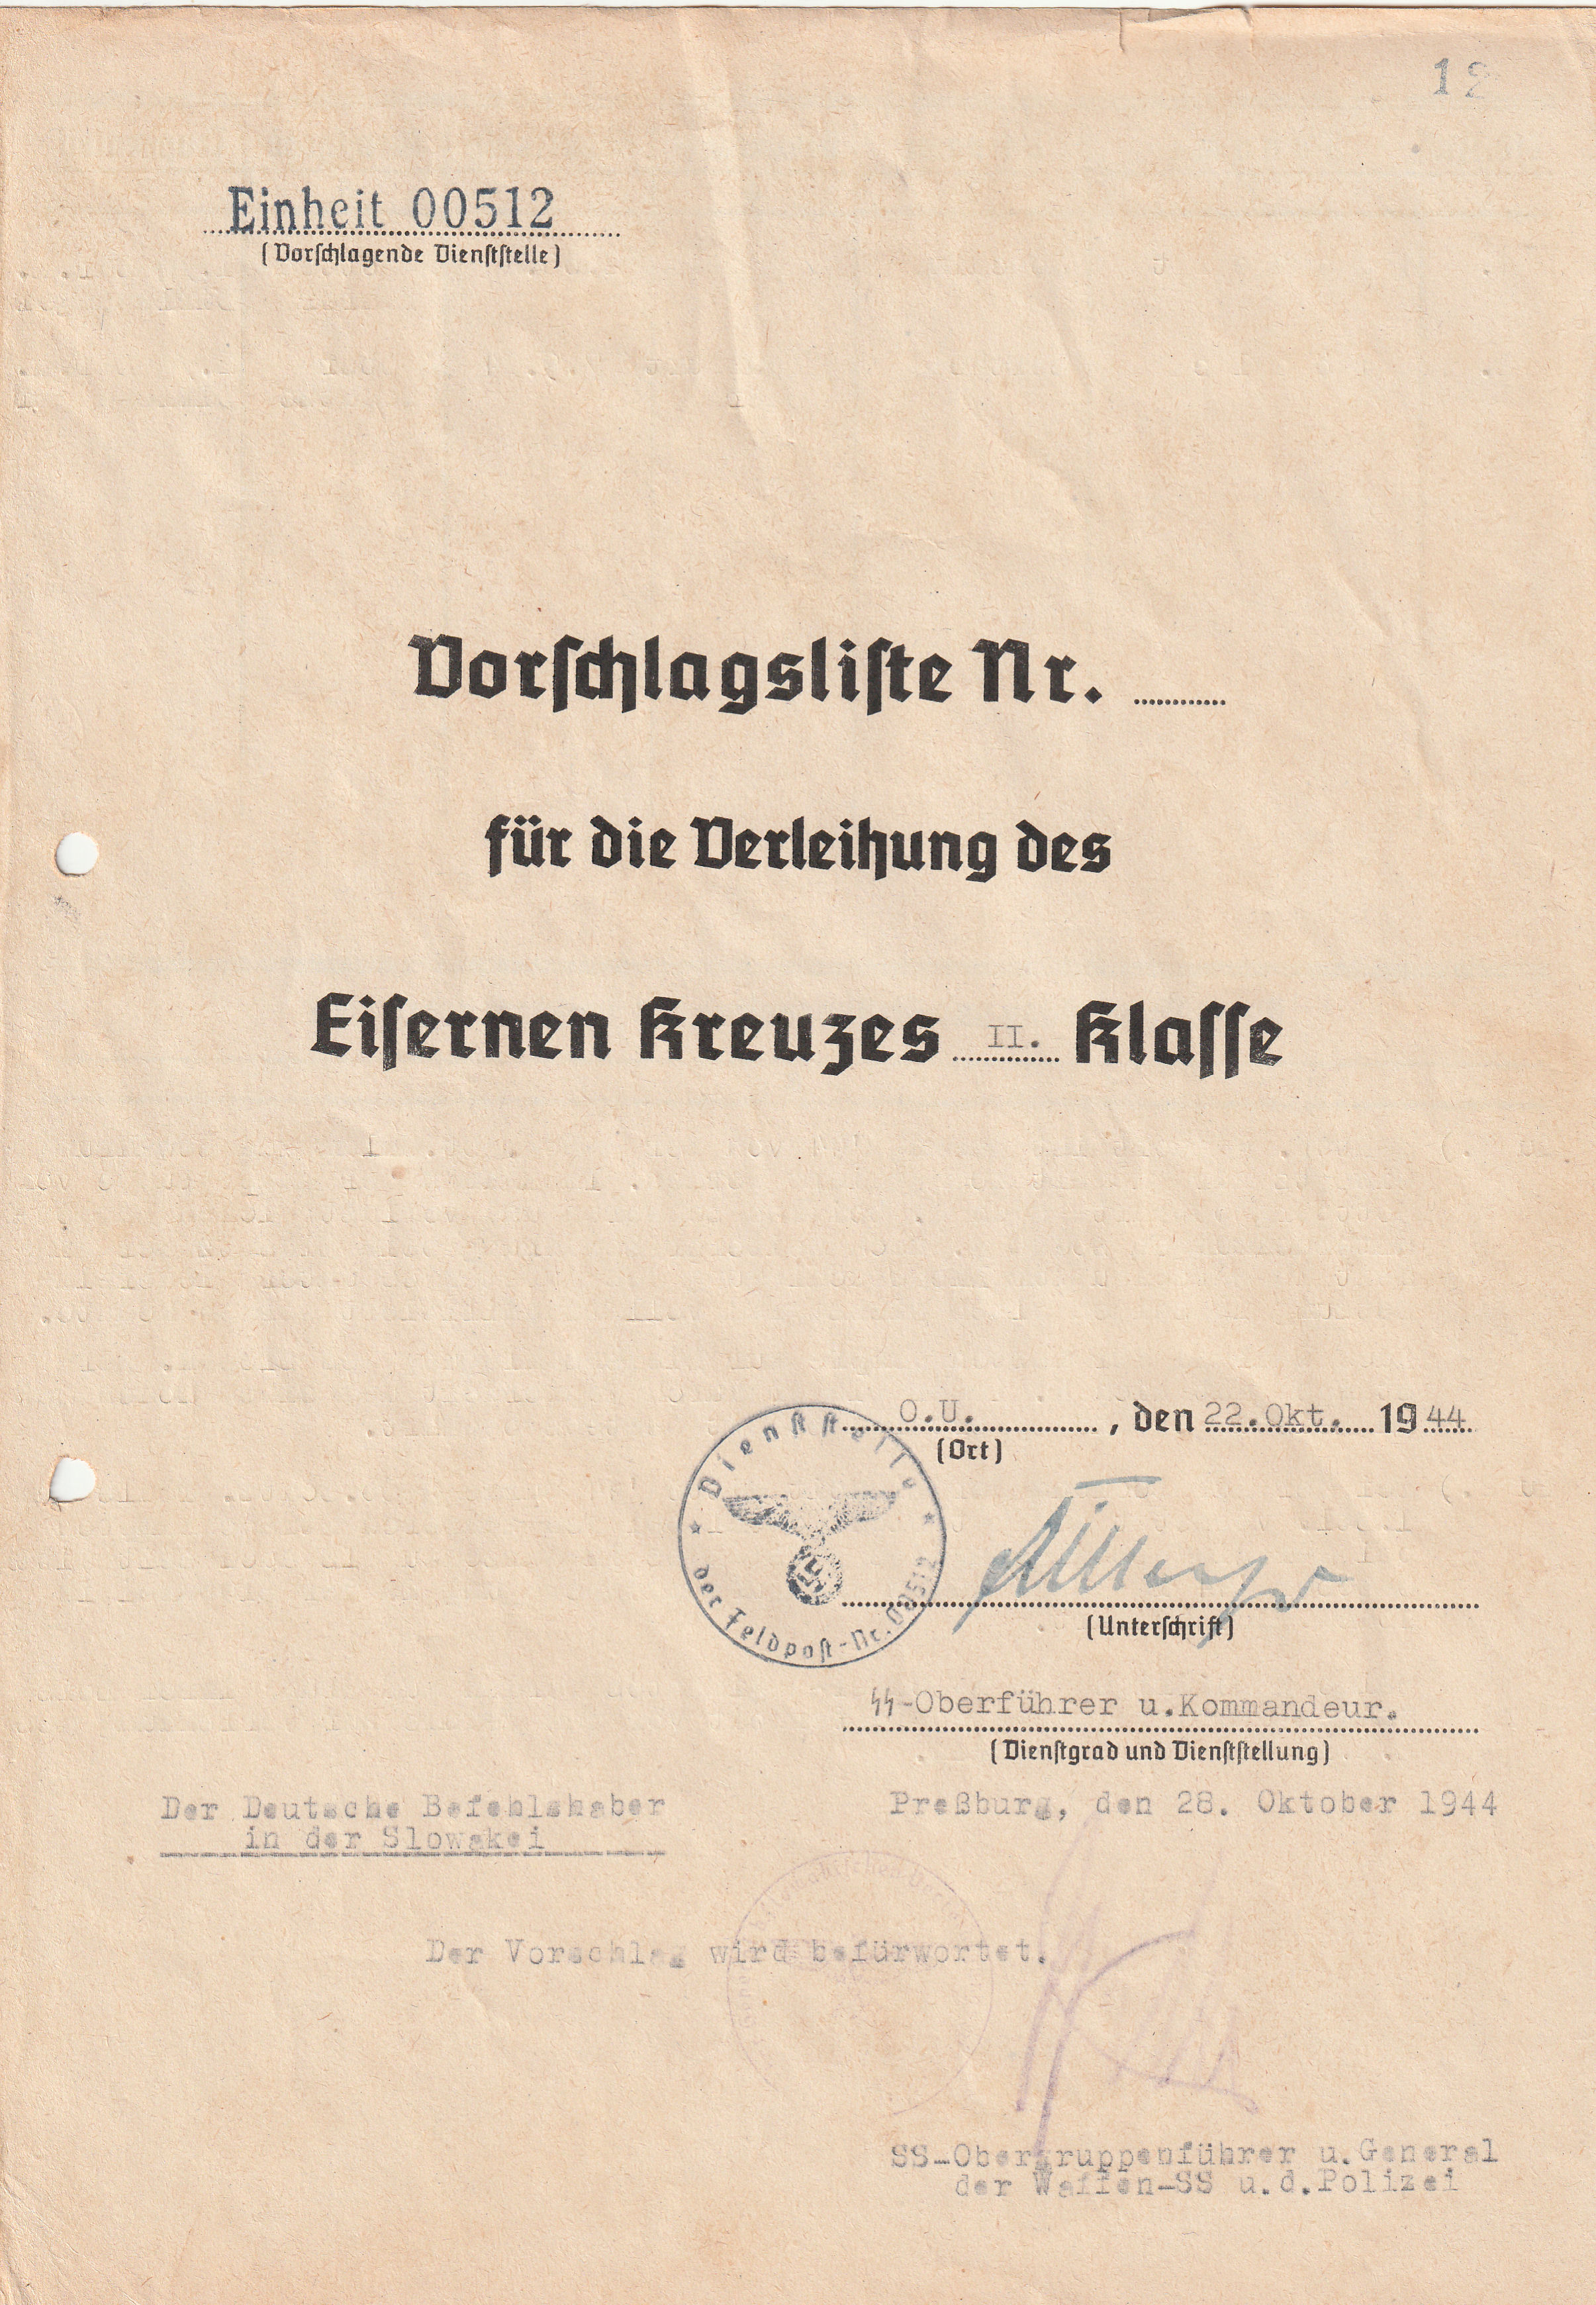 12
Einheit 00512
(Vorschlagende Dienststelle)
Vorschlagsliste Nr.
für die Verleihung des
Eisernen Kreuzes II. Klasse
O.U. , den 22.Okt. 1944
(Ort)
Dienststelle
der Feldpost-Nr. 00512
(Unterschrift)
SS-Oberführer u.Kommandeur.
(Dienstgrad und Dienststellung)
Der Deutsche Befehlshaber
in der Slowakei
Preßburg, den 28. Oktober 1944
Der Vorschlag wird befürwortet.
SS-Obergruppenführer u.General
der Waffen-SS u.d.Polizei